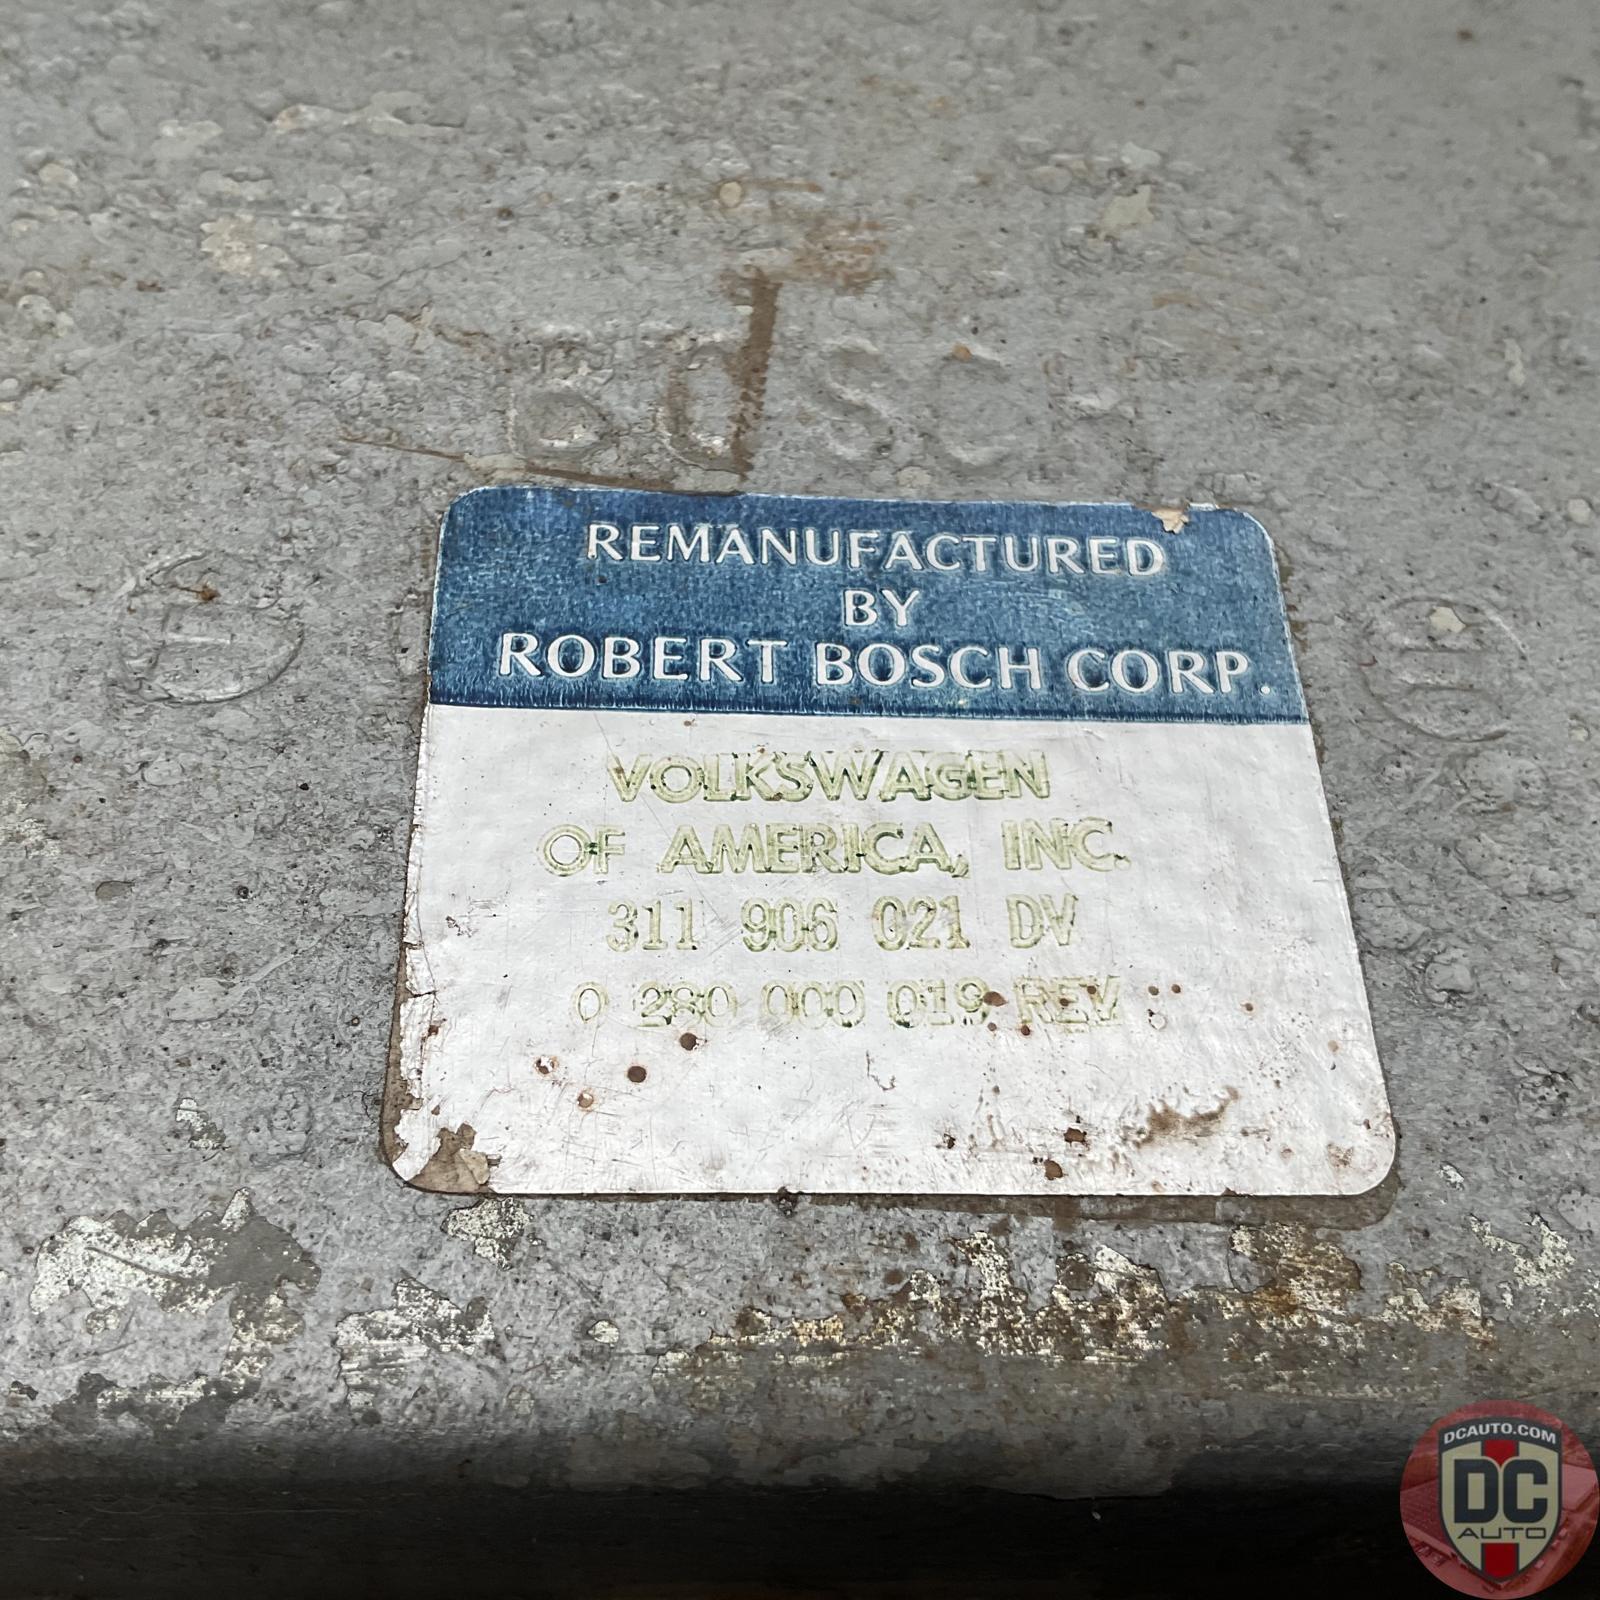 BOSCH
REMANUFACTURED
BY
ROBERT BOSCH CORP.
VOLKSWAGEN
OF AMERICA, INC.
311 906 021 DV
0 280 000 019 REV.
DCAUTO.COM
DC
AUTO